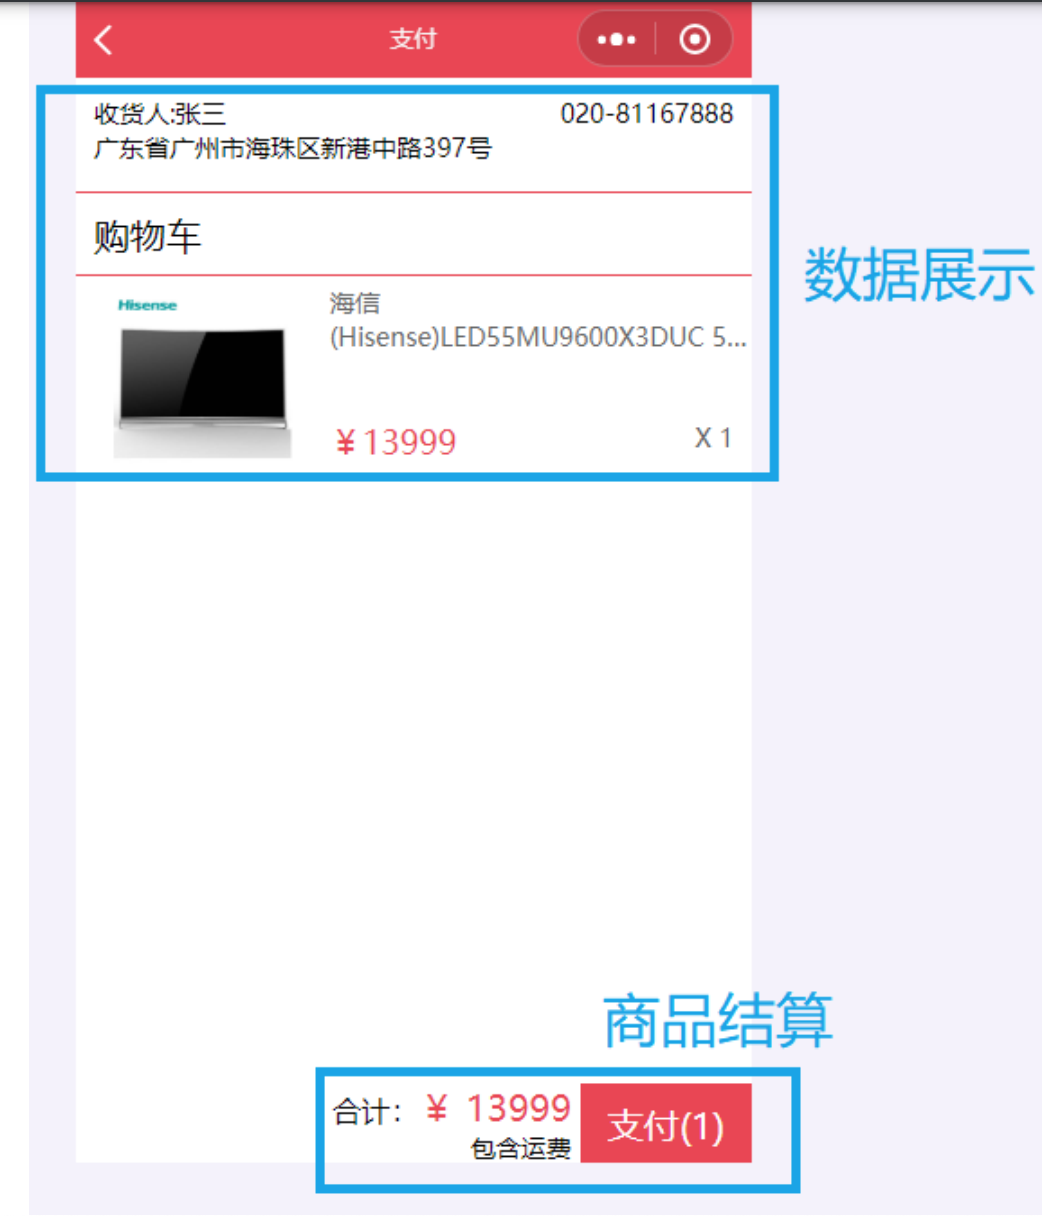 支付
收货人:张三 020-81167888
广东省广州市海珠区新港中路397号
购物车
数据展示
Hisense
海信
(Hisense)LED55MU9600X3DUC 5...
¥13999 X 1
商品结算
合计： ¥ 13999
包含运费
支付(1)